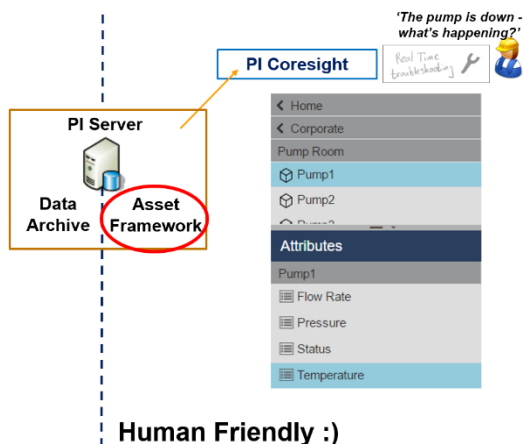 'The pump is down -
what's happening?'
PI Coresight
Real Time
troubleshooting
PI Server
Data
Archive
Asset
Framework
Home
Corporate
Pump Room
Pump1
Pump2
Pump3
Attributes
Pump1
Flow Rate
Pressure
Status
Temperature
Human Friendly :)